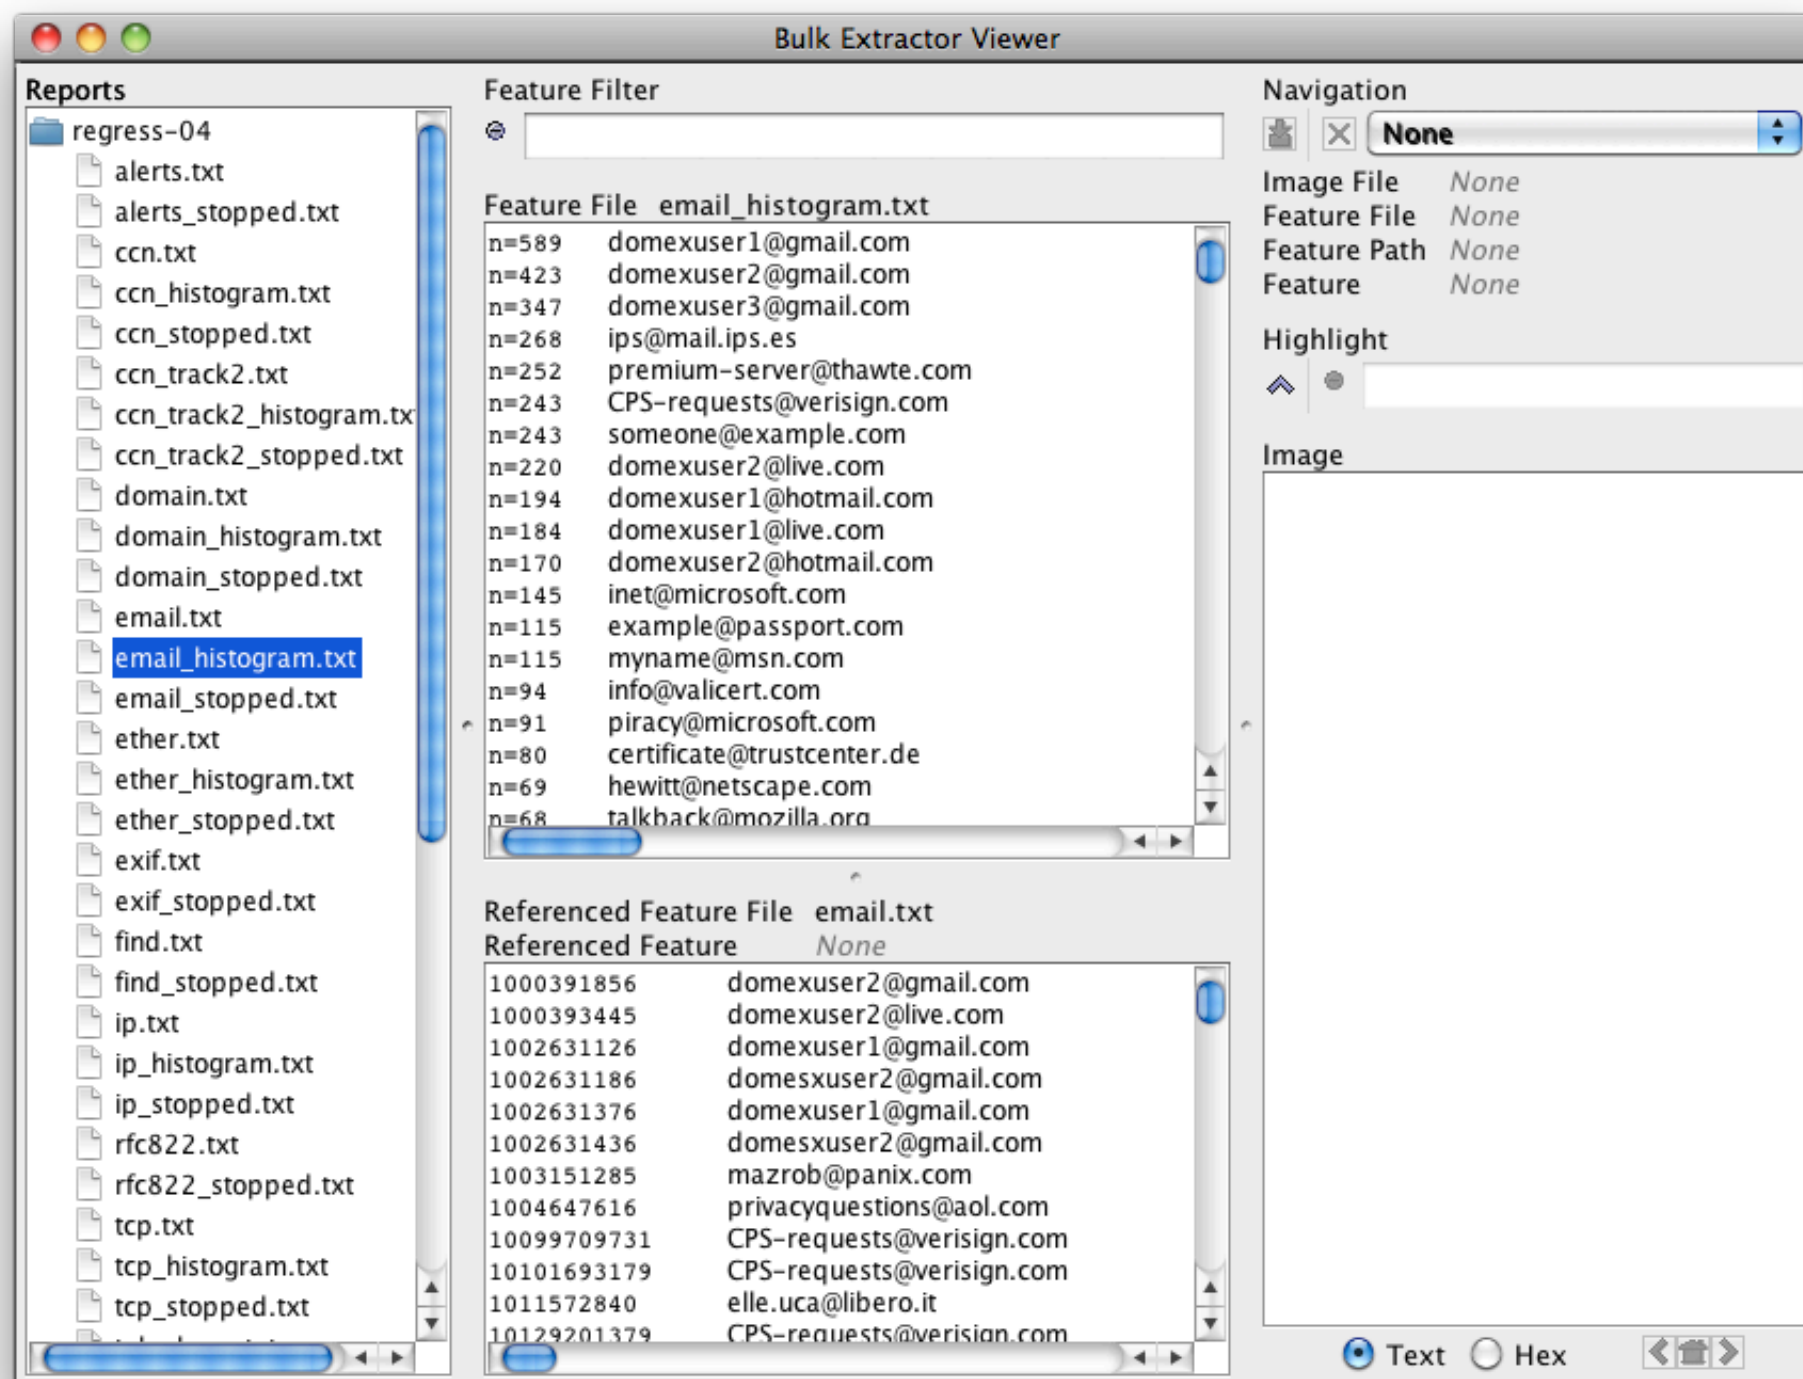 Bulk Extractor Viewer
Reports
regress-04
alerts.txt
alerts_stopped.txt
ccn.txt
ccn_histogram.txt
ccn_stopped.txt
ccn_track2.txt
ccn_track2_histogram.tx
ccn_track2_stopped.txt
domain.txt
domain_histogram.txt
domain_stopped.txt
email.txt
email_histogram.txt
email_stopped.txt
ether.txt
ether_histogram.txt
ether_stopped.txt
exif.txt
exif_stopped.txt
find.txt
find_stopped.txt
ip.txt
ip_histogram.txt
ip_stopped.txt
rfc822.txt
rfc822_stopped.txt
tcp.txt
tcp_histogram.txt
tcp_stopped.txt
Feature Filter
Feature File email_histogram.txt
n=589 domexuser1@gmail.com
n=423 domexuser2@gmail.com
n=347 domexuser3@gmail.com
n=268 ips@mail.ips.es
n=252 premium-server@thawte.com
n=243 CPS-requests@verisign.com
n=243 someone@example.com
n=220 domexuser2@live.com
n=194 domexuser1@hotmail.com
n=184 domexuser1@live.com
n=170 domexuser2@hotmail.com
n=145 inet@microsoft.com
n=115 example@passport.com
n=115 myname@msn.com
n=94 info@valicert.com
n=91 piracy@microsoft.com
n=80 certificate@trustcenter.de
n=69 hewitt@netscape.com
n=68 talkback@mozilla.org
Referenced Feature File email.txt
Referenced Feature None
1000391856 domexuser2@gmail.com
1000393445 domexuser2@live.com
1002631126 domexuser1@gmail.com
1002631186 domesxuser2@gmail.com
1002631376 domexuser1@gmail.com
1002631436 domesxuser2@gmail.com
1003151285 mazrob@panix.com
1004647616 privacyquestions@aol.com
10099709731 CPS-requests@verisign.com
10101693179 CPS-requests@verisign.com
1011572840 elle.uca@libero.it
10129201379 CPS-requests@verisign.com
Navigation
None
Image File None
Feature File None
Feature Path None
Feature None
Highlight
Image
Text Hex